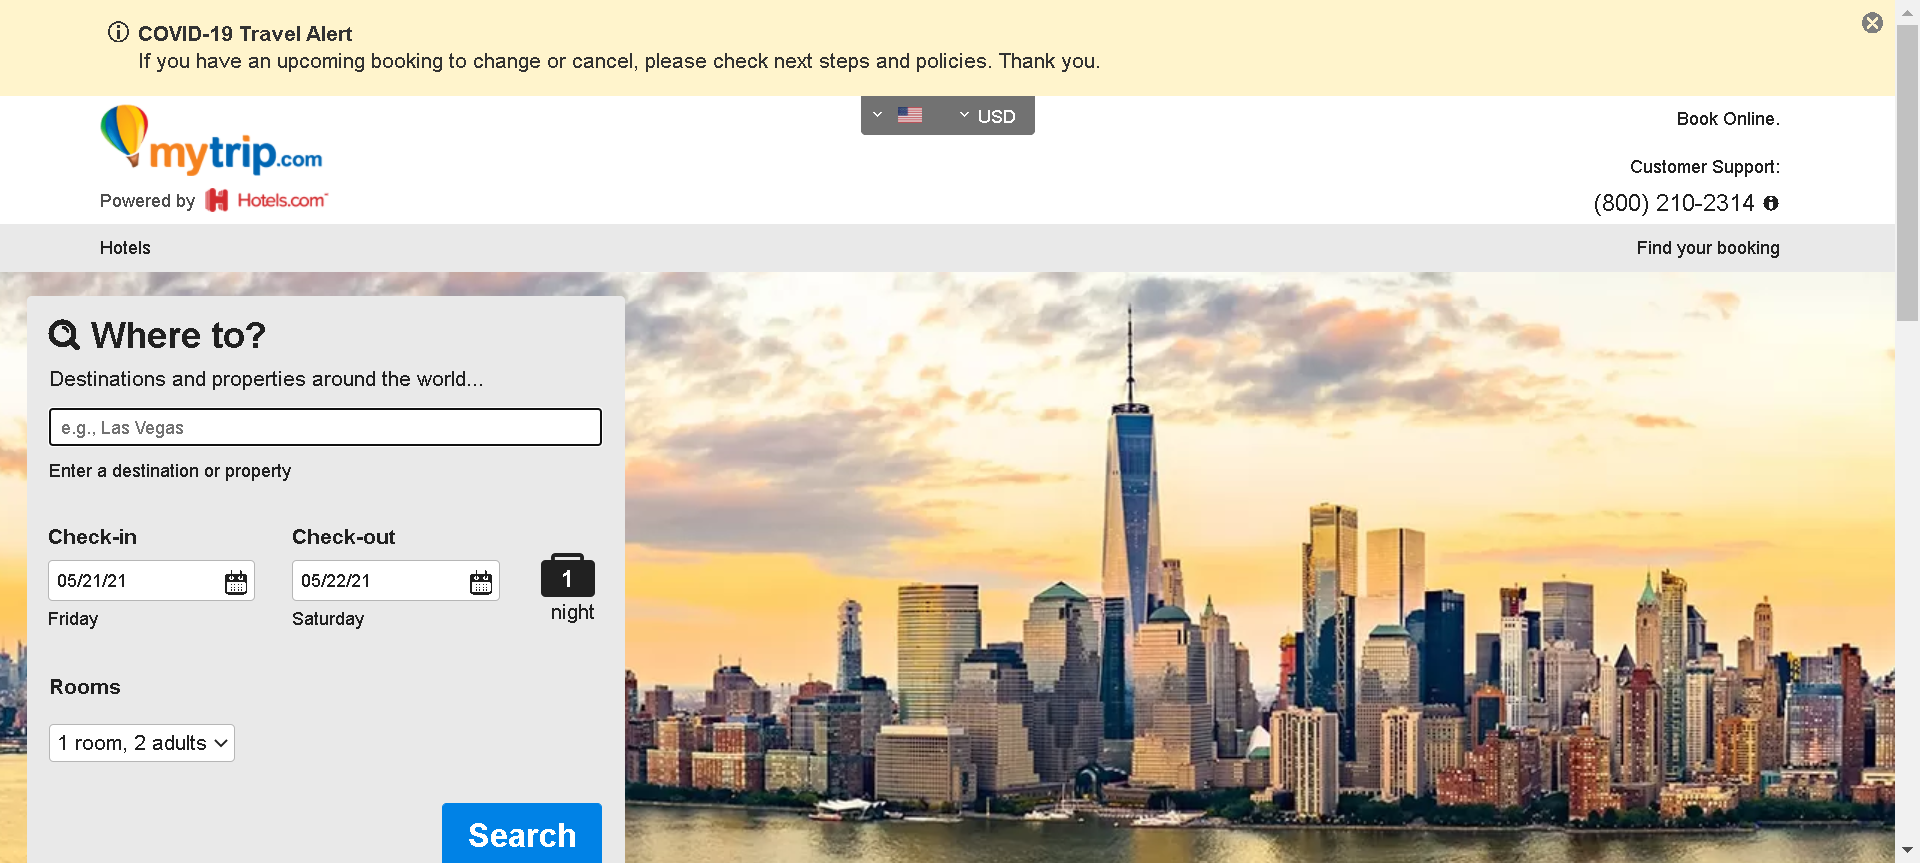 COVID-19 Travel Alert
If you have an upcoming booking to change or cancel, please check next steps and policies. Thank you.
mytrip.com
Powered by Hotels.com
USD
Book Online.
Customer Support:
(800) 210-2314
Hotels
Find your booking
Where to?
Destinations and properties around the world...
e.g., Las Vegas
Enter a destination or property
Check-in
Check-out
05/21/21
05/22/21
1
night
Friday
Saturday
Rooms
1 room, 2 adults
Search